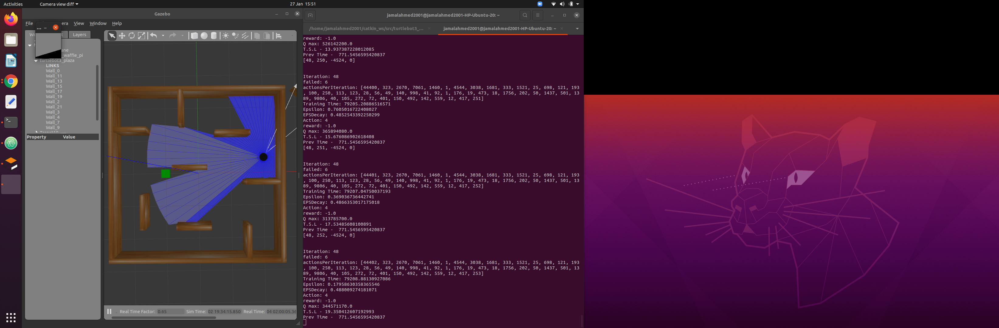 Activities
Camera view diff
27 Jan 15:51
Gazebo
File
era
View
Window
Help
...
Layers
ane
waffle_pi
turtlebot3_plaza
LINKS
Wall_0
Wall_11
Wall_13
Wall_15
Wall_17
Wall_19
Wall_2
Wall_21
Wall_3
Wall_4
Wall_7
Wall_9
Property Value
Real Time Factor: 0.65 Sim Time: 02 19:34:15.850 Real Time: 04 02:00:05.36
jamalahmed2001@jamalahmed2001-HP-Ubuntu-20: ~
/home/jamalahmed2001/catkin_ws/src/turtlebot3_...
jamalahmed2001@jamalahmed2001-HP-Ubuntu-20: ~
reward: -1.0
Q max: 526142200.0
T.S.L - 13.937387228012085
Prev Time - 771.5456595420837
[48, 250, -4524, 0]
Iteration: 48
failed: 6
actionsPerIteration: [44400, 323, 2670, 7061, 1460, 1, 4544, 3038, 1681, 333, 1521, 25, 698, 121, 193
, 100, 250, 113, 123, 28, 56, 49, 140, 998, 41, 92, 1, 176, 19, 473, 18, 1756, 202, 50, 1437, 501, 13
89, 9806, 40, 105, 272, 72, 401, 150, 492, 142, 559, 12, 417, 251]
Training Time: 79205.20886516571
Epsilon: 0.7605016722408027
EPSDecay: 0.4852543392250299
Action: 4
reward: -1.0
Q max: 365894080.0
T.S.L - 15.676086902618408
Prev Time - 771.5456595420837
[48, 251, -4524, 0]
Iteration: 48
failed: 6
actionsPerIteration: [44401, 323, 2670, 7061, 1460, 1, 4544, 3038, 1681, 333, 1521, 25, 698, 121, 193
, 100, 250, 113, 123, 28, 56, 49, 140, 998, 41, 92, 1, 176, 19, 473, 18, 1756, 202, 50, 1437, 501, 13
89, 9806, 40, 105, 272, 72, 401, 150, 492, 142, 559, 12, 417, 252]
Training Time: 79207.04750037193
Epsilon: 0.369036736442741
EPSDecay: 0.4866353017175018
Action: 4
reward: -1.0
Q max: 313785700.0
T.S.L - 17.53485608100891
Prev Time - 771.5456595420837
[48, 252, -4524, 0]
Iteration: 48
failed: 6
actionsPerIteration: [44402, 323, 2670, 7061, 1460, 1, 4544, 3038, 1681, 333, 1521, 25, 698, 121, 193
, 100, 250, 113, 123, 28, 56, 49, 140, 998, 41, 92, 1, 176, 19, 473, 18, 1756, 202, 50, 1437, 501, 13
89, 9806, 40, 105, 272, 72, 401, 150, 492, 142, 559, 12, 417, 253]
Training Time: 79208.88130927086
Epsilon: 0.17958630358365546
EPSDecay: 0.488009274181071
Action: 4
reward: -1.0
Q max: 344571170.0
T.S.L - 19.350412607192993
Prev Time - 771.5456595420837